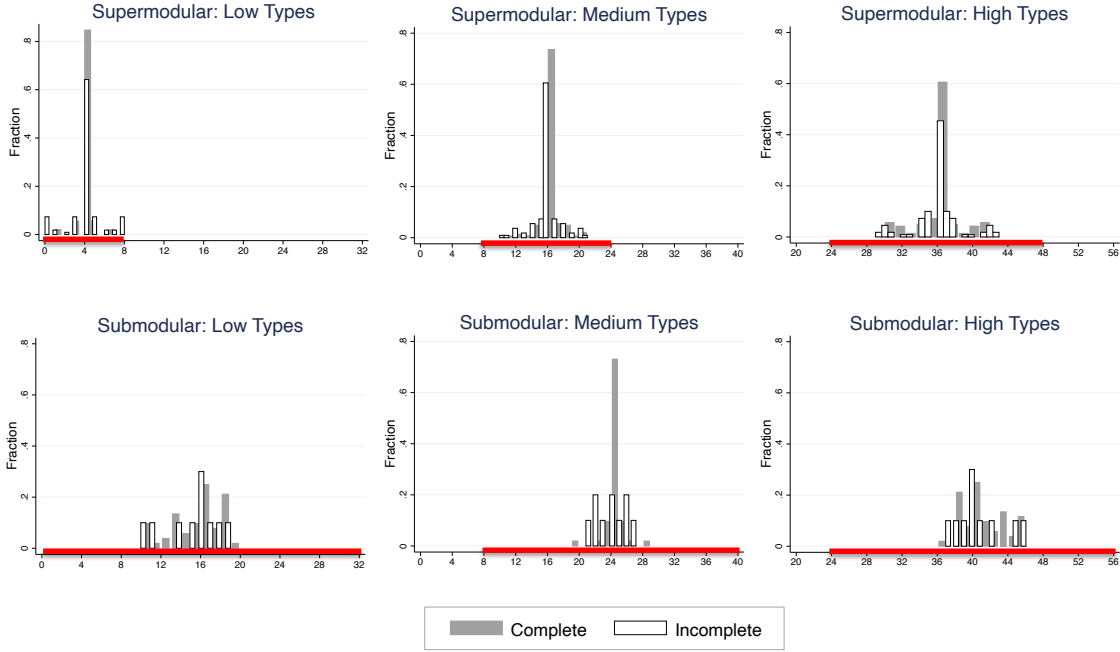 Supermodular: Low Types
Fraction
0 .2 .4 .6 .8
0 4 8 12 16 20 24 28 32
Supermodular: Medium Types
Fraction
0 .2 .4 .6 .8
0 4 8 12 16 20 24 28 32 36 40
Supermodular: High Types
Fraction
0 .2 .4 .6 .8
20 24 28 32 36 40 44 48 52 56
Submodular: Low Types
Fraction
0 .2 .4 .6 .8
0 4 8 12 16 20 24 28 32
Submodular: Medium Types
Fraction
0 .2 .4 .6 .8
0 4 8 12 16 20 24 28 32 36 40
Submodular: High Types
Fraction
0 .2 .4 .6 .8
20 24 28 32 36 40 44 48 52 56
Complete Incomplete